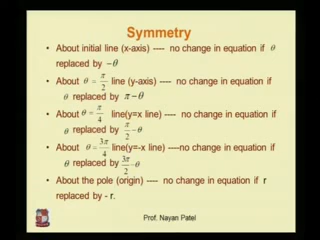 Symmetry
• About initial line (x-axis) ---- no change in equation if θ
replaced by −θ
• About θ = π/2 line (y-axis) ---- no change in equation if
θ replaced by π − θ
• About θ = π/4 line(y=x line) ---- no change in equation if
θ replaced by π/2 − θ
• About θ = 3π/4 line(y=-x line) ----no change in equation if
θ replaced by 3π/2 - θ
• About the pole (origin) ---- no change in equation if r
replaced by - r.
Prof. Nayan Patel